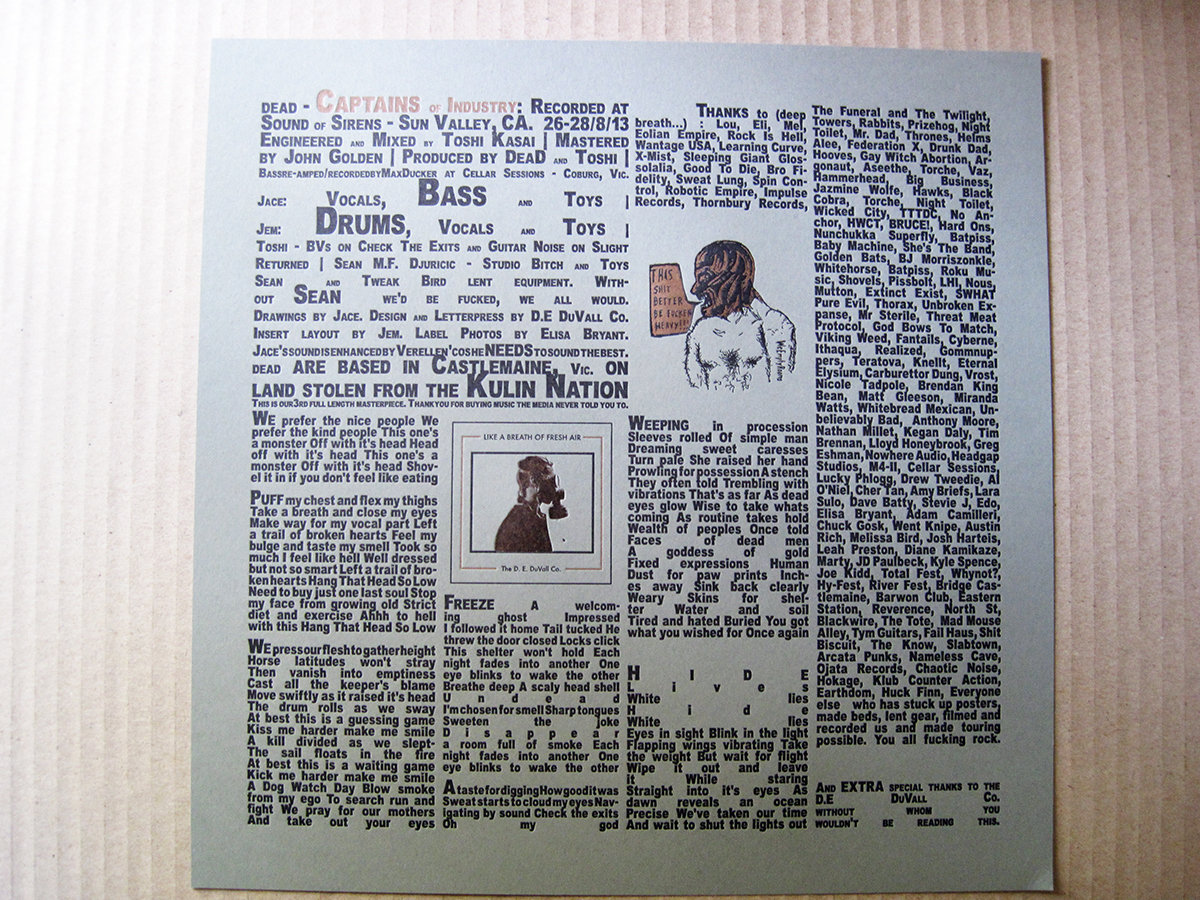 DEAD - CAPTAINS OF INDUSTRY: RECORDED AT
SOUND OF SIRENS - SUN VALLEY, CA. 26-28/8/13
ENGINEERED AND MIXED BY TOSHI KASAI | MASTERED
BY JOHN GOLDEN | PRODUCED BY DEAD AND TOSHI |
BASSRE-AMPED/RECORDEDBYMAXDUCKER AT CELLAR SESSIONS - COBURG, VIC.
JACE: VOCALS, BASS AND TOYS |
JEM: DRUMS, VOCALS AND TOYS |
TOSHI - BVS ON CHECK THE EXITS AND GUITAR NOISE ON SLIGHT
RETURNED | SEAN M.F. DJURICIC - STUDIO BITCH AND TOYS
SEAN AND TWEAK BIRD LENT EQUIPMENT. WITH-
OUT SEAN WE'D BE FUCKED, WE ALL WOULD.
DRAWINGS BY JACE. DESIGN AND LETTERPRESS BY D.E DUVALL CO.
INSERT LAYOUT BY JEM. LABEL PHOTOS BY ELISA BRYANT.
JACE'SSOUNDISENHANCEDBYVERELLEN'COSHENEEDSTOSOUNDTHEBEST.
DEAD ARE BASED IN CASTLEMAINE, VIC. ON
LAND STOLEN FROM THE KULIN NATION
THIS IS OUR 3RD FULL LENGTH MASTERPIECE. THANKYOU FOR BUYING MUSIC THE MEDIA NEVER TOLD YOU TO.
WE prefer the nice people We
prefer the kind people This one's
a monster Off with it's head Head
off with it's head This one's a
monster Off with it's head Shov-
el it in if you don't feel like eating
PUFF my chest and flex my thighs
Take a breath and close my eyes
Make way for my vocal part Left
a trail of broken hearts Feel my
bulge and taste my smell Took so
much I feel like hell Well dressed
but not so smart Left a trail of bro-
ken hearts Hang That Head So Low
Need to buy just one last soul Stop
my face from growing old Strict
diet and exercise Ahhh to hell
with this Hang That Head So Low
WE pressourfleshtogatherheight
Horse latitudes won't stray
Then vanish into emptiness
Cast all the keeper's blame
Move swiftly as it raised it's head
The drum rolls as we sway
At best this is a guessing game
Kiss me harder make me smile
A kill divided as we slept-
The sail floats in the fire
At best this is a waiting game
Kick me harder make me smile
A Dog Watch Day Blow smoke
from my ego To search run and
fight We pray for our mothers
And take out your eyes
LIKE A BREATH OF FRESH AIR
The D. E. DuVall Co.
FREEZE A welcom-
ing ghost Impressed
I followed it home Tail tucked He
threw the door closed Locks click
This shelter won't hold Each
night fades into another One
eye blinks to wake the other
Breathe deep A scaly head shell
Undead
I'm chosen for smell Sharp tongues
Sweeten the joke
Disappear
a room full of smoke Each
night fades into another One
eye blinks to wake the other
A taste for digging How good it was
Sweat starts to cloud my eyes Nav-
igating by sound Check the exits
Oh my god
THANKS to (deep
breath...) : Lou, Eli, Mel,
Eolian Empire, Rock Is Hell,
Wantage USA, Learning Curve,
X-Mist, Sleeping Giant Glos-
solalia, Good To Die, Bro Fi-
delity, Sweat Lung, Spin Con-
trol, Robotic Empire, Impulse
Records, Thornbury Records,
THIS
SHIT
BETTER
BE FUCKEN
HEAVY!!!
WEEPING in procession
Sleeves rolled Of simple man
Dreaming sweet caresses
Turn pale She raised her hand
Prowling for possession A stench
They often told Trembling with
vibrations That's as far As dead
eyes glow Wise to take whats
coming As routine takes hold
Wealth of peoples Once told
Faces of dead men
A goddess of gold
Fixed expressions Human
Dust for paw prints Inch-
es away Sink back clearly
Weary Skins for shel-
ter Water and soil
Tired and hated Buried You got
what you wished for Once again
HIDE
Lives
White lies
Hide
White lies
Eyes in sight Blink in the light
Flapping wings vibrating Take
the weight But wait for flight
Wipe it out and leave
it While staring
Straight into it's eyes As
dawn reveals an ocean
Precise We've taken our time
And wait to shut the lights out
The Funeral and The Twilight,
Towers, Rabbits, Prizehog, Night
Toilet, Mr. Dad, Thrones, Helms
Alee, Federation X, Drunk Dad,
Hooves, Gay Witch Abortion, Ar-
gonaut, Aseethe, Torche, Vaz,
Hammerhead, Big Business,
Jazmine Wolfe, Hawks, Black
Cobra, Torche, Night Toilet,
Wicked City, TTTDC, No An-
chor, HWCT, BRUCE!, Hard Ons,
Nunchukka Superfly, Batpiss,
Baby Machine, She's The Band,
Golden Bats, BJ Morriszonkle,
Whitehorse, Batpiss, Roku Mu-
sic, Shovels, Pissbolt, LHI, Nous,
Mutton, Extinct Exist, SWHAT
Pure Evil, Thorax, Unbroken Ex-
panse, Mr Sterile, Threat Meat
Protocol, God Bows To Match,
Viking Weed, Fantails, Cyberne,
Ithaqua, Realized, Gommnup-
pers, Teratova, Knellt, Eternal
Elysium, Carburettor Dung, Vrost,
Nicole Tadpole, Brendan King
Bean, Matt Gleeson, Miranda
Watts, Whitebread Mexican, Un-
believably Bad, Anthony Moore,
Nathan Millet, Kegan Daly, Tim
Brennan, Lloyd Honeybrook, Greg
Eshman, Nowhere Audio, Headgap
Studios, M4-II, Cellar Sessions,
Lucky Phlogg, Drew Tweedie, Al
O'Niel, Cher Tan, Amy Briefs, Lara
Sulo, Dave Batty, Stevie J, Edo,
Elisa Bryant, Adam Camilleri,
Chuck Gosk, Went Knipe, Austin
Rich, Melissa Bird, Josh Harteis,
Leah Preston, Diane Kamikaze,
Marty, JD Paulbeck, Kyle Spence,
Joe Kidd, Total Fest, Whynot?,
Hy-Fest, River Fest, Bridge Cas-
tlemaine, Barwon Club, Eastern
Station, Reverence, North St,
Blackwire, The Tote, Mad Mouse
Alley, Tym Guitars, Fail Haus, Shit
Biscuit, The Know, Slabtown,
Arcata Punks, Nameless Cave,
Ojata Records, Chaotic Noise,
Hokage, Klub Counter Action,
Earthdom, Huck Finn, Everyone
else who has stuck up posters,
made beds, lent gear, filmed and
recorded us and made touring
possible. You all fucking rock.
AND EXTRA SPECIAL THANKS TO THE
D.E DUVALL CO.
WITHOUT WHOM YOU
WOULDN'T BE READING THIS.